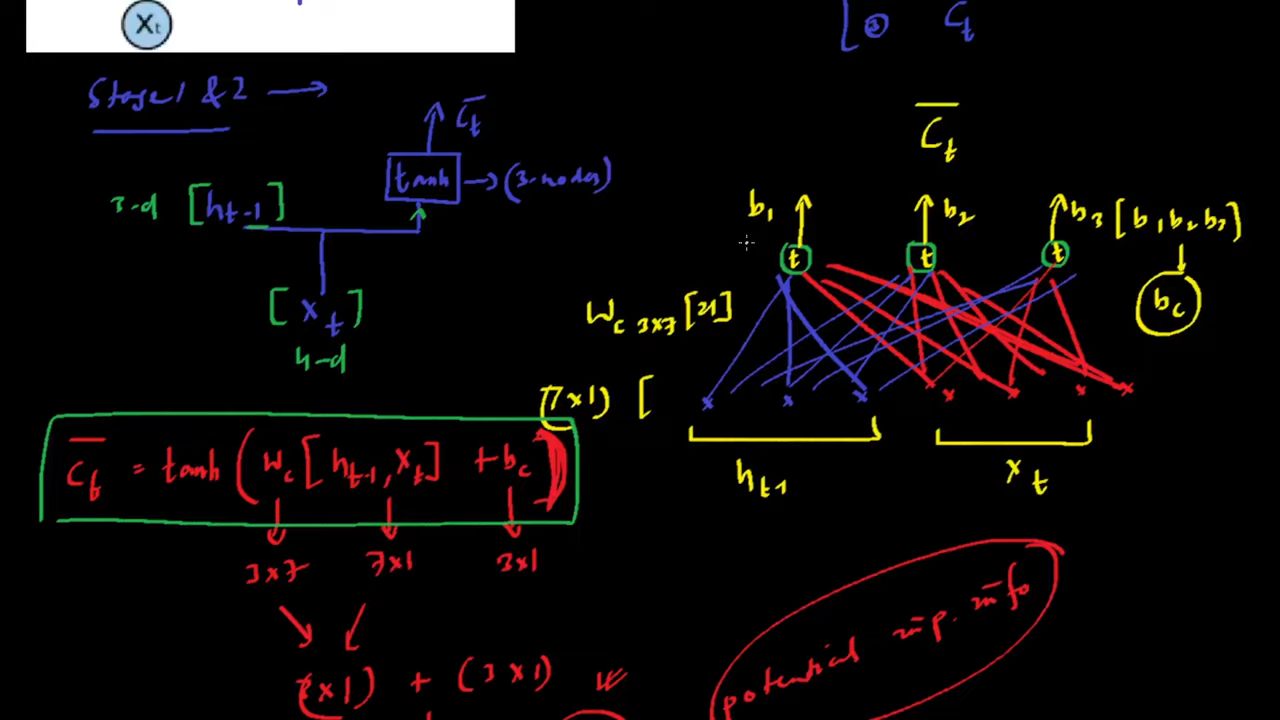 Xt
③ Ct
Stage 1 & 2 →
C̄t
tanh → (3-nodes)
3-d [ht-1]
[xt]
4-d
C̄t
b1 b2 b3 [b1, b2, b3]
t t t
bc
Wc 3x7 [21]
(7x1) [
x x x x x x x x
ht-1 xt
C̄t = tanh (Wc [ht-1, xt] + bc)
3x7 7x1 3x1
(3x1) + (3x1)
potential imp. info